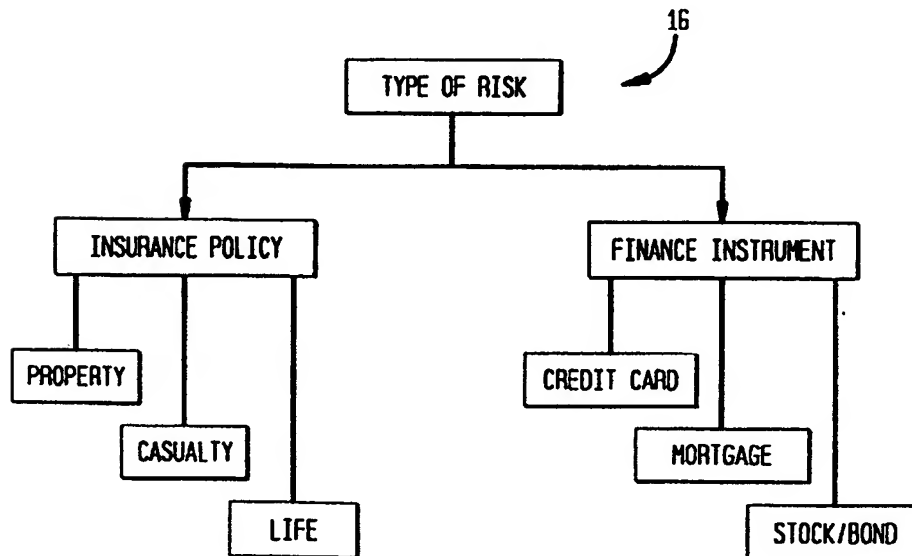 16
TYPE OF RISK
INSURANCE POLICY
FINANCE INSTRUMENT
PROPERTY
CREDIT CARD
CASUALTY
MORTGAGE
LIFE
STOCK/BOND